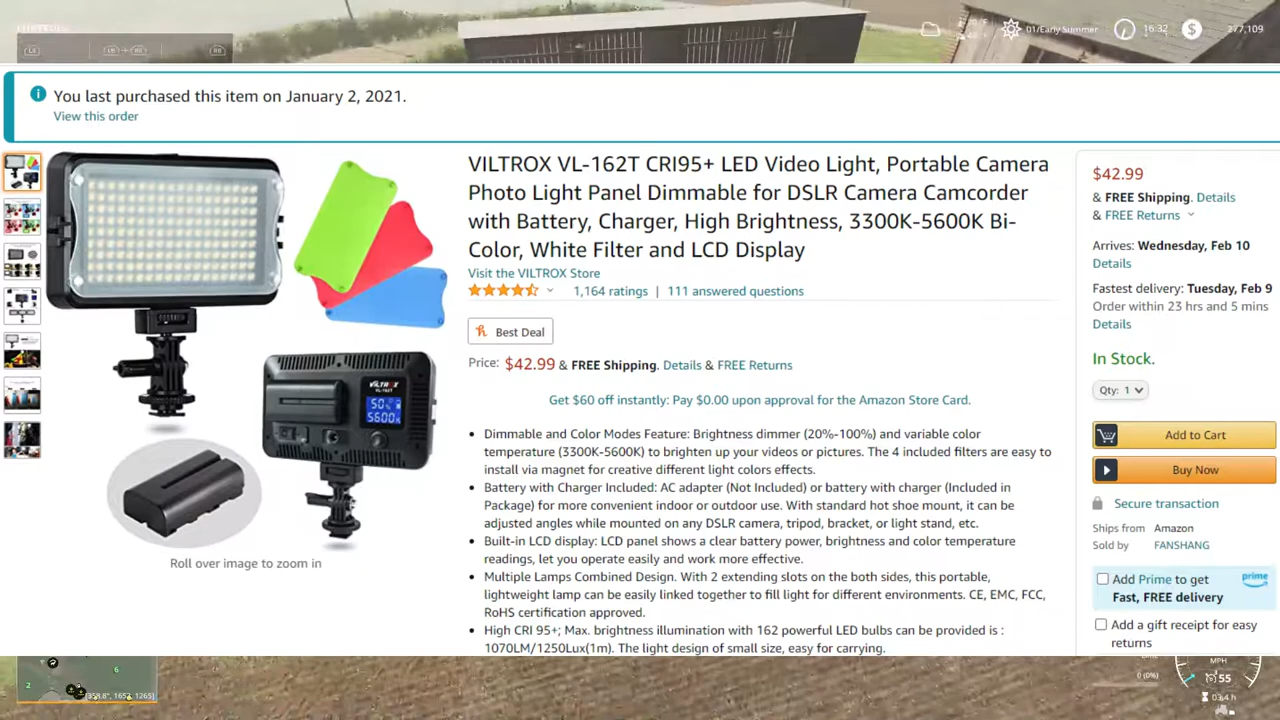 LS
LB + RB
RB
01/Early Summer
16:32
$
277,109
You last purchased this item on January 2, 2021.
View this order
VILTROX VL-162T CRI95+ LED Video Light, Portable Camera
Photo Light Panel Dimmable for DSLR Camera Camcorder
with Battery, Charger, High Brightness, 3300K-5600K Bi-
Color, White Filter and LCD Display
Visit the VILTROX Store
1,164 ratings | 111 answered questions
Best Deal
Price: $42.99 & FREE Shipping. Details & FREE Returns
Get $60 off instantly: Pay $0.00 upon approval for the Amazon Store Card.
Dimmable and Color Modes Feature: Brightness dimmer (20%-100%) and variable color
temperature (3300K-5600K) to brighten up your videos or pictures. The 4 included filters are easy to
install via magnet for creative different light colors effects.
Battery with Charger Included: AC adapter (Not Included) or battery with charger (Included in
Package) for more convenient indoor or outdoor use. With standard hot shoe mount, it can be
adjusted angles while mounted on any DSLR camera, tripod, bracket, or light stand, etc.
Built-in LCD display: LCD panel shows a clear battery power, brightness and color temperature
readings, let you operate easily and work more effective.
Multiple Lamps Combined Design. With 2 extending slots on the both sides, this portable,
lightweight lamp can be easily linked together to fill light for different environments. CE, EMC, FCC,
RoHS certification approved.
High CRI 95+; Max. brightness illumination with 162 powerful LED bulbs can be provided is :
1070LM/1250Lux(1m). The light design of small size, easy for carrying.
VILTROX
VL-162T
50%
5600K
Roll over image to zoom in
$42.99
& FREE Shipping. Details
& FREE Returns
Arrives: Wednesday, Feb 10
Details
Fastest delivery: Tuesday, Feb 9
Order within 23 hrs and 5 mins
Details
In Stock.
Qty: 1
Add to Cart
Buy Now
Secure transaction
Ships from Amazon
Sold by FANSHANG
Add Prime to get
Fast, FREE delivery
prime
Add a gift receipt for easy
returns
6
2
0 (0%)
MPH
55